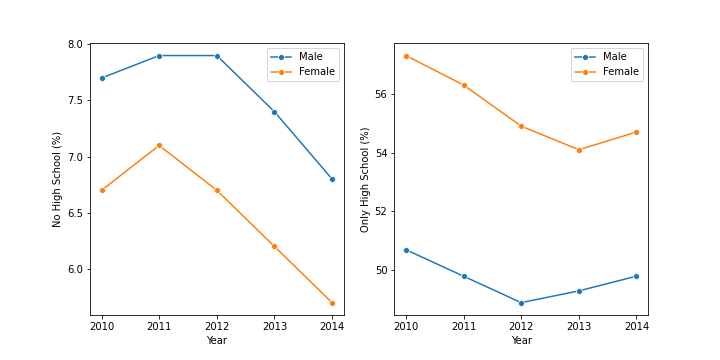 No High School (%)
8.0
7.5
7.0
6.5
6.0
2010 2011 2012 2013 2014
Year
Male
Female
Only High School (%)
56
54
52
50
2010 2011 2012 2013 2014
Year
Male
Female